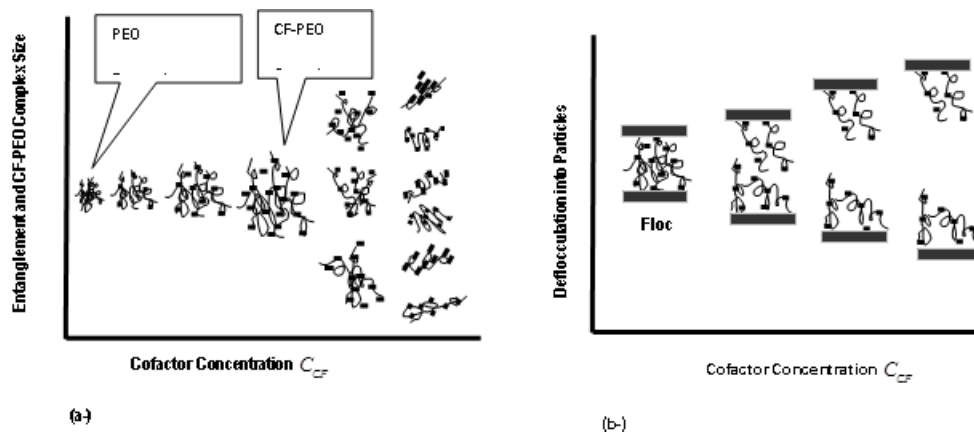 Entanglement and CF-PEO Complex Size
PEO
CF-PEO
Cofactor Concentration C_CF
(a-)
Deflocculation into Particles
Floc
Cofactor Concentration C_CF
(b-)